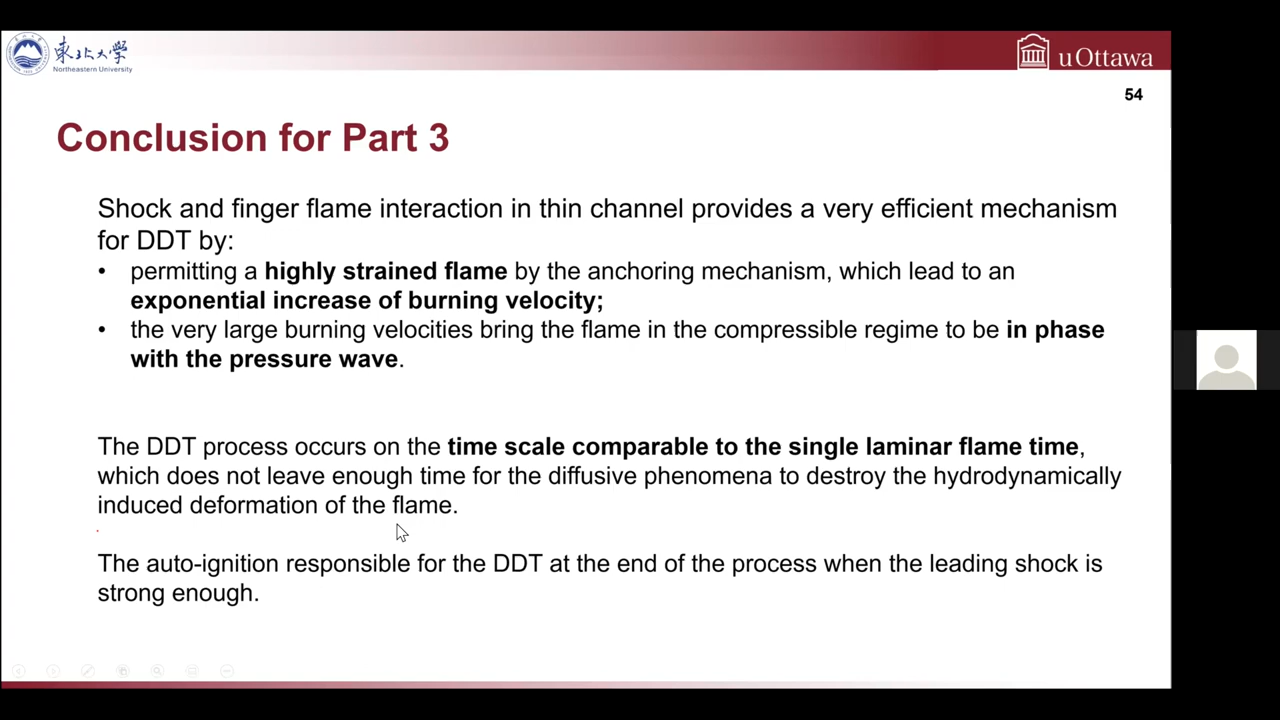 東北大学
Northeastern University
uOttawa
54
Conclusion for Part 3
Shock and finger flame interaction in thin channel provides a very efficient mechanism
for DDT by:
• permitting a highly strained flame by the anchoring mechanism, which lead to an
exponential increase of burning velocity;
• the very large burning velocities bring the flame in the compressible regime to be in phase
with the pressure wave.
The DDT process occurs on the time scale comparable to the single laminar flame time,
which does not leave enough time for the diffusive phenomena to destroy the hydrodynamically
induced deformation of the flame.
The auto-ignition responsible for the DDT at the end of the process when the leading shock is
strong enough.